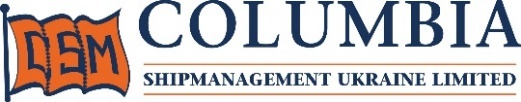 CSM
COLUMBIA
SHIPMANAGEMENT UKRAINE LIMITED